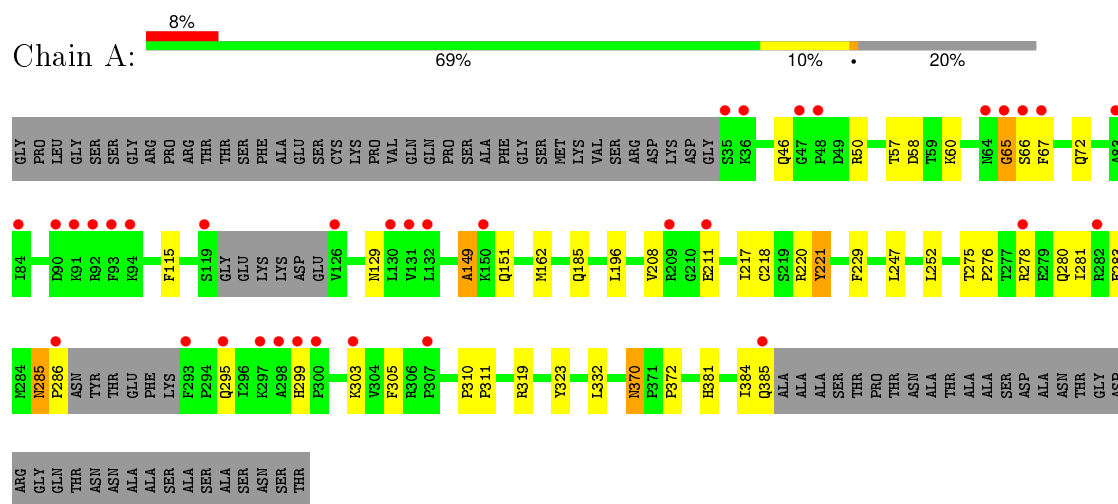 8%
Chain A:
69% 10% • 20%
GLY PRO LEU GLY SER SER GLY ARG PRO ARG THR THR SER PHE ALA GLU SER CYS LYS PRO VAL GLN GLN PRO SER ALA PHE GLY SER MET LYS VAL SER ARG ASP LYS ASP GLY S35 K36 Q46 G47 P48 D49 R50 T57 D58 T59 K60 N64 G65 S66 F67 Q72 A83
I84 D90 K91 R92 F93 K94 F115 S119 GLY GLU LYS LYS ASP GLU V126 N129 L130 V131 L132 A149 K150 Q151 M162 Q185 L196 V208 R209 G210 E211 I217 C218 S219 R220 Y221 F229 L247 L252 T275 P276 T277 R278 E279 Q280 I281 R282
M284 N285 P286 ASN TYR THR GLU PHE LYS F293 P294 Q295 I296 K297 A298 H299 P300 K303 V304 F305 R306 P307 P310 P311 R319 Y323 L332 N370 P371 P372 H381 I384 Q385 ALA ALA ALA SER THR PRO THR ASN ALA THR ALA ALA SER ASP ALA ASN THR GLY ASP
ARG GLY GLN THR ASN ASN ALA ALA SER ALA SER ALA SER ASN SER THR